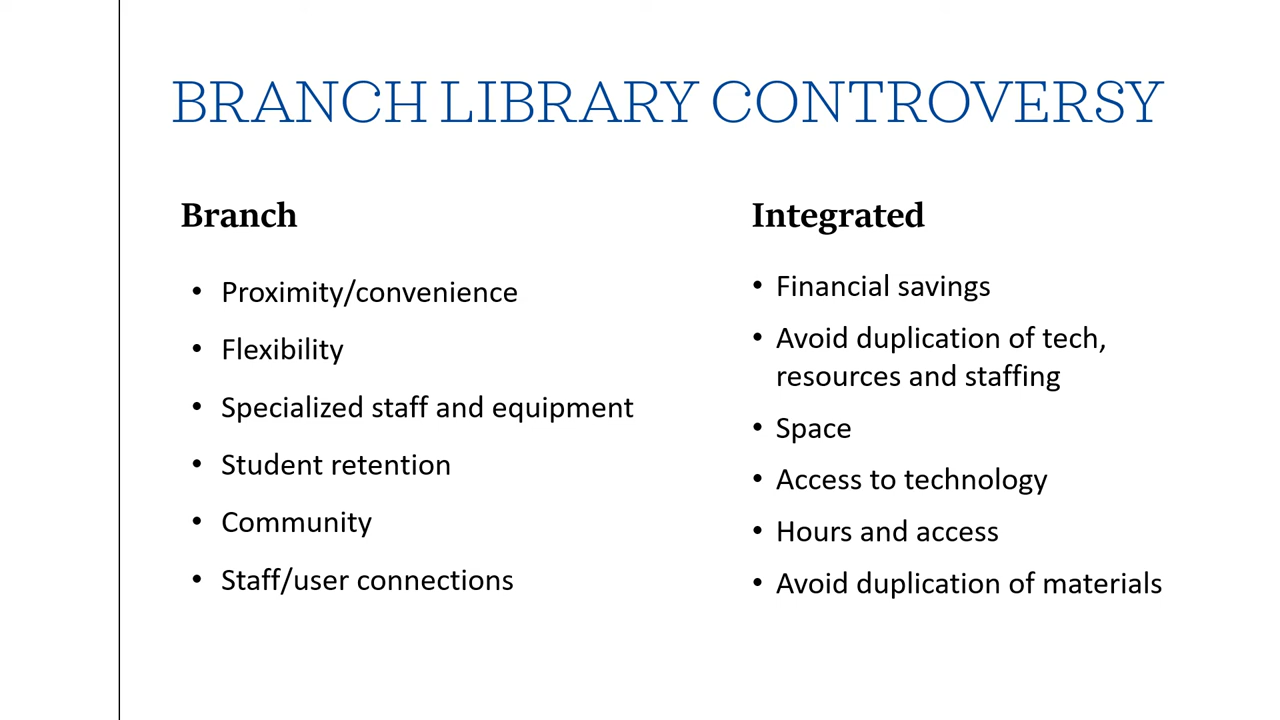 BRANCH LIBRARY CONTROVERSY
Branch
• Proximity/convenience
• Flexibility
• Specialized staff and equipment
• Student retention
• Community
• Staff/user connections
Integrated
• Financial savings
• Avoid duplication of tech,
resources and staffing
• Space
• Access to technology
• Hours and access
• Avoid duplication of materials